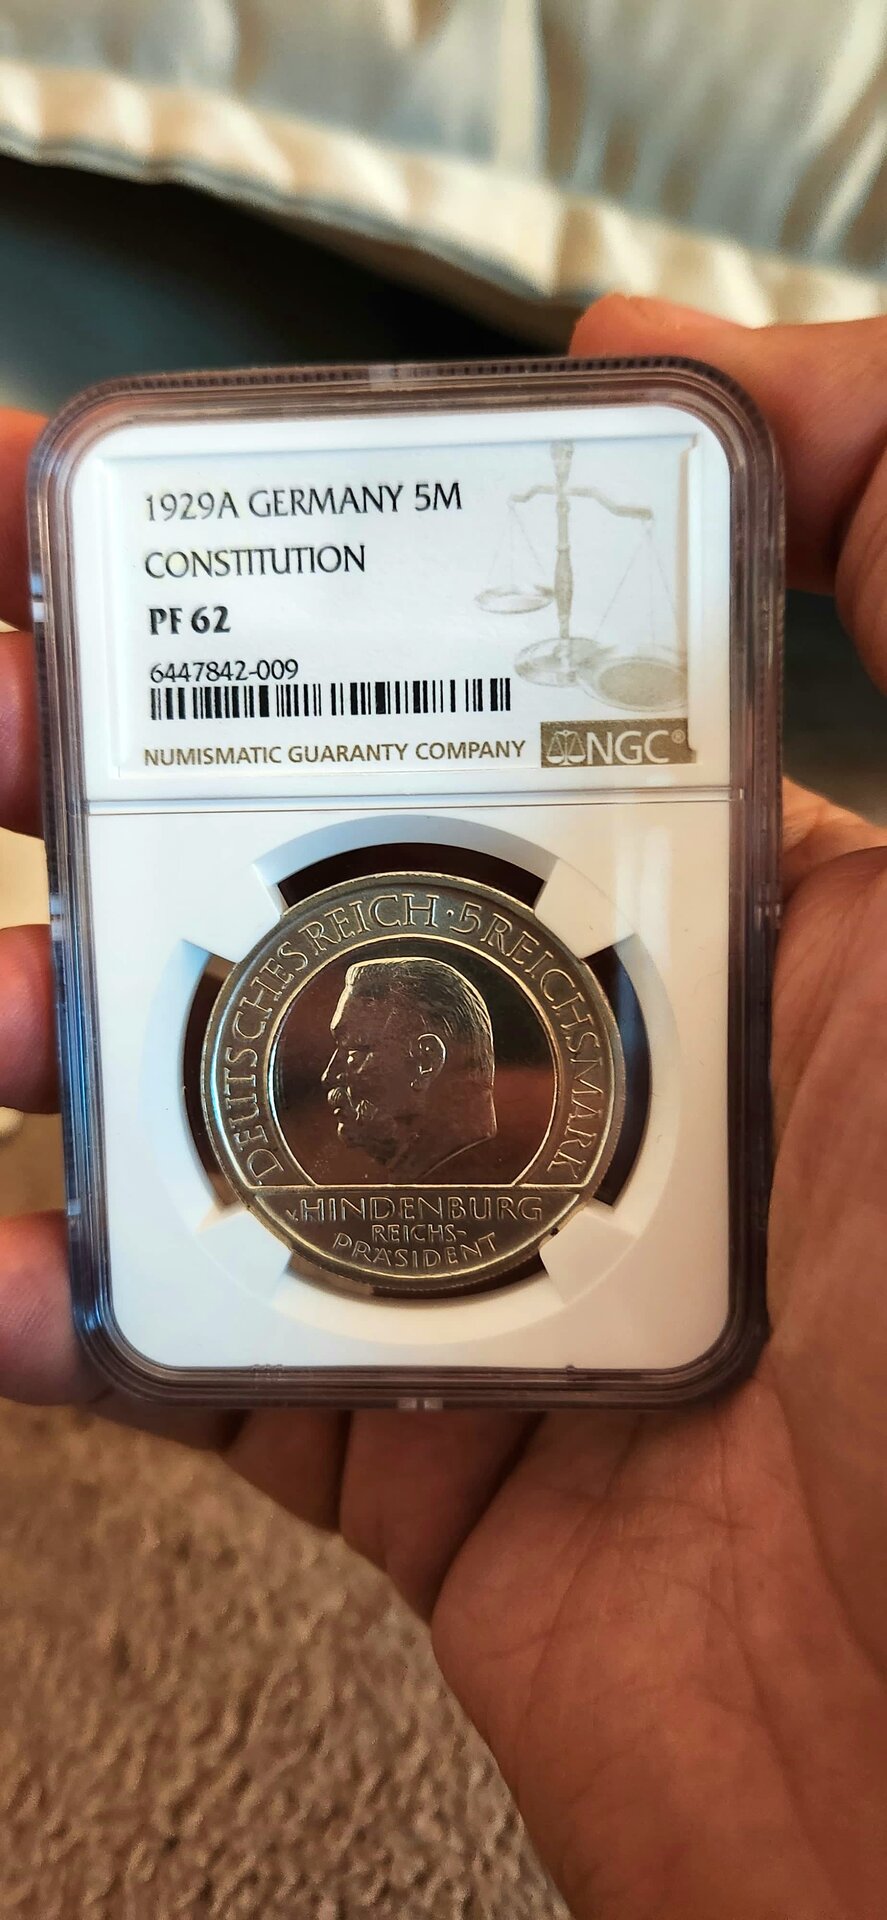 1929A GERMANY 5M
CONSTITUTION
PF 62
6447842-009
NUMISMATIC GUARANTY COMPANY NGC®
DEUTSCHES REICH · 5 REICHSMARK
v. HINDENBURG
REICHS-
PRÄSIDENT